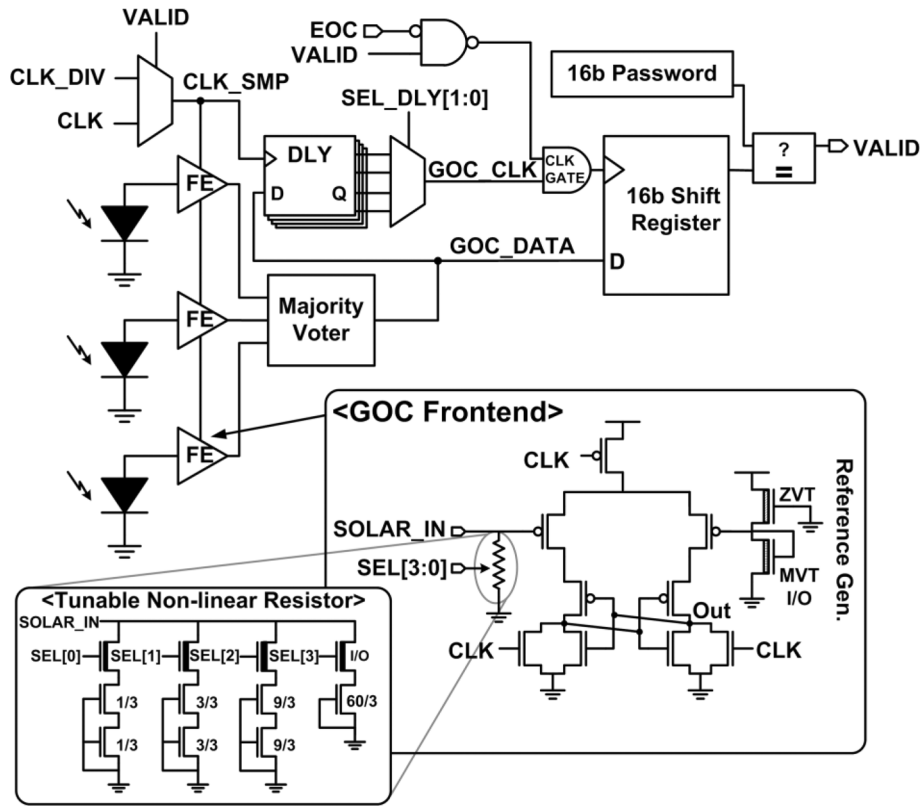 VALID
EOC
VALID
CLK_DIV
CLK_SMP
CLK
16b Password
SEL_DLY[1:0]
DLY
D
Q
GOC_CLK
CLK
GATE
16b Shift
Register
D
?
=
VALID
FE
GOC_DATA
Majority
Voter
FE
FE
<GOC Frontend>
CLK
SOLAR_IN
SEL[3:0]
ZVT
MVT
I/O
Reference Gen.
Out
CLK
CLK
<Tunable Non-linear Resistor>
SOLAR_IN
SEL[0]
SEL[1]
SEL[2]
SEL[3]
I/O
1/3
3/3
9/3
60/3
1/3
3/3
9/3